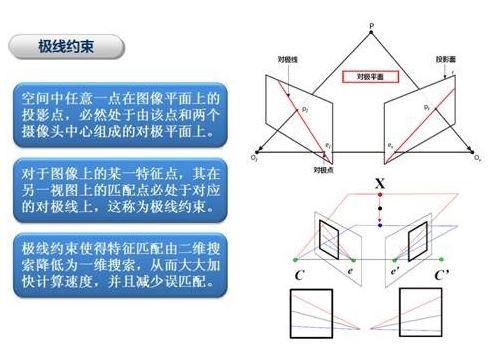 极线约束
空间中任意一点在图像平面上的
投影点，必然处于由该点和两个
摄像头中心组成的对极平面上。
对于图像上的某一特征点，其在
另一视图上的匹配点必处于对应
的对极线上，这称为极线约束。
极线约束使得特征匹配由二维搜
索降低为一维搜索，从而大大加
快计算速度，并且减少误匹配。
P
对极线
投影面
对极平面
pl
pr
el
er
Ol
Or
对极点
X
C
e
e'
C'